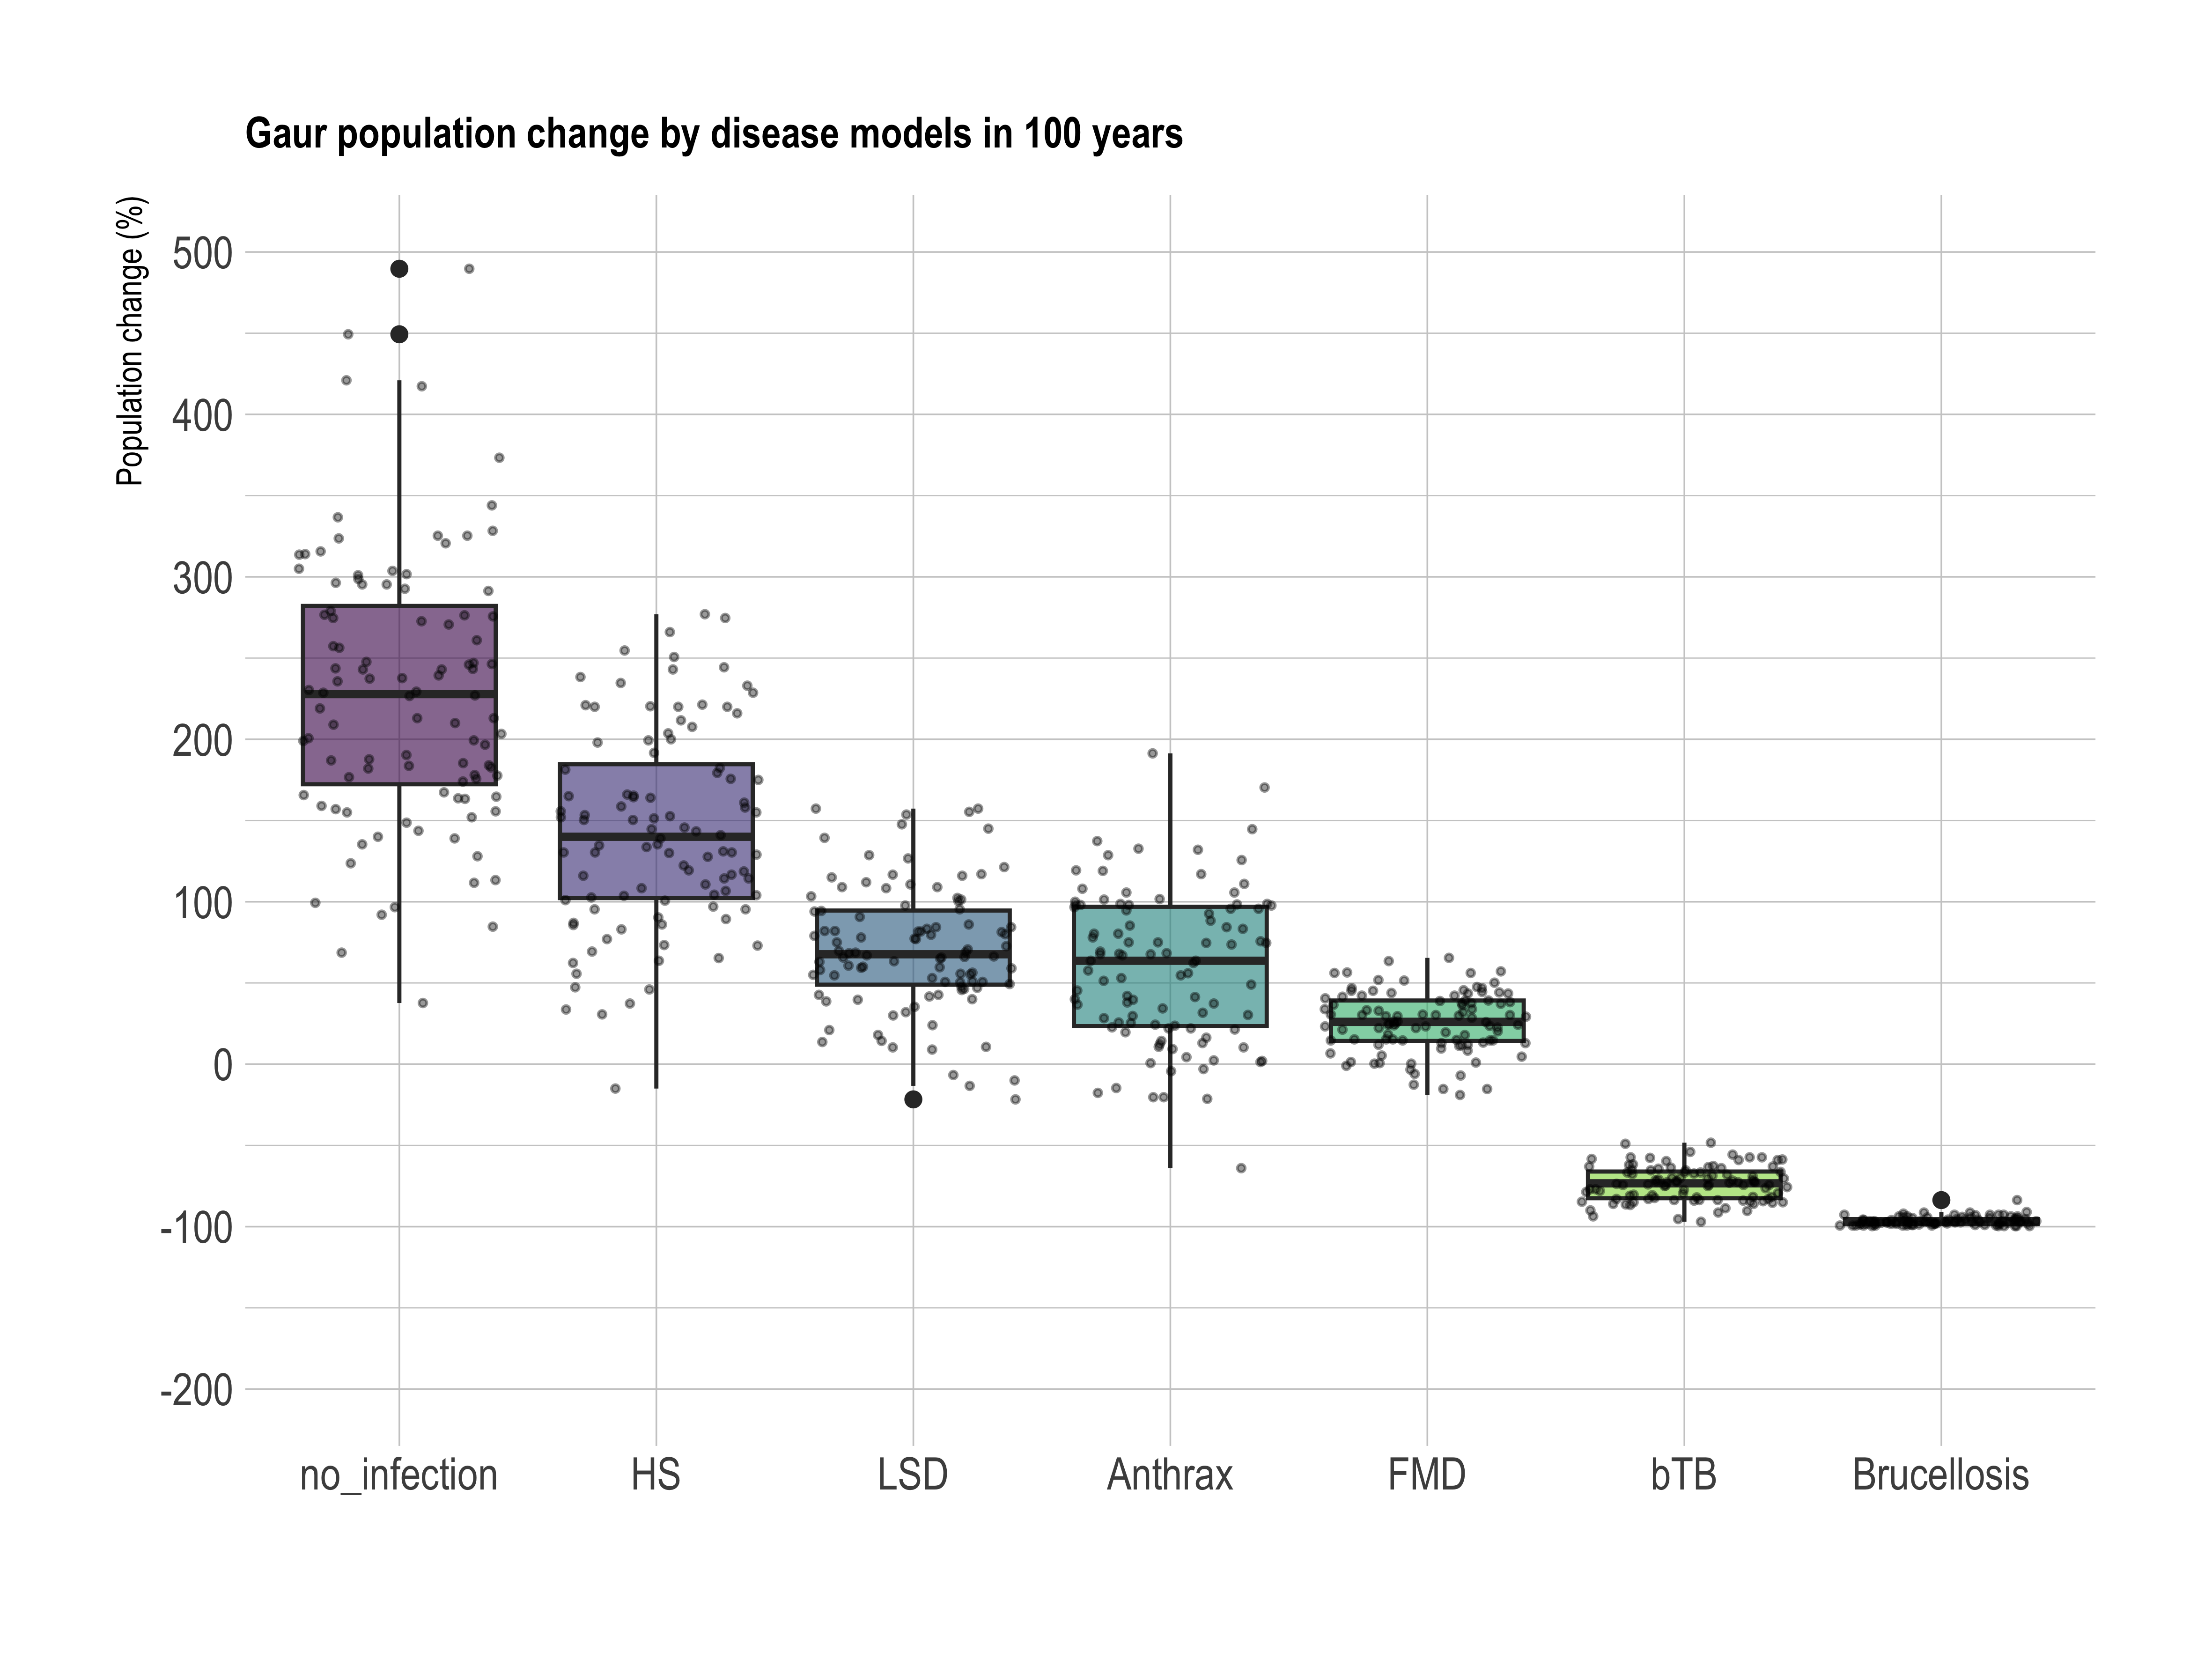 Gaur population change by disease models in 100 years
Population change (%)
500
400
300
200
100
0
-100
-200
no_infection HS LSD Anthrax FMD bTB Brucellosis